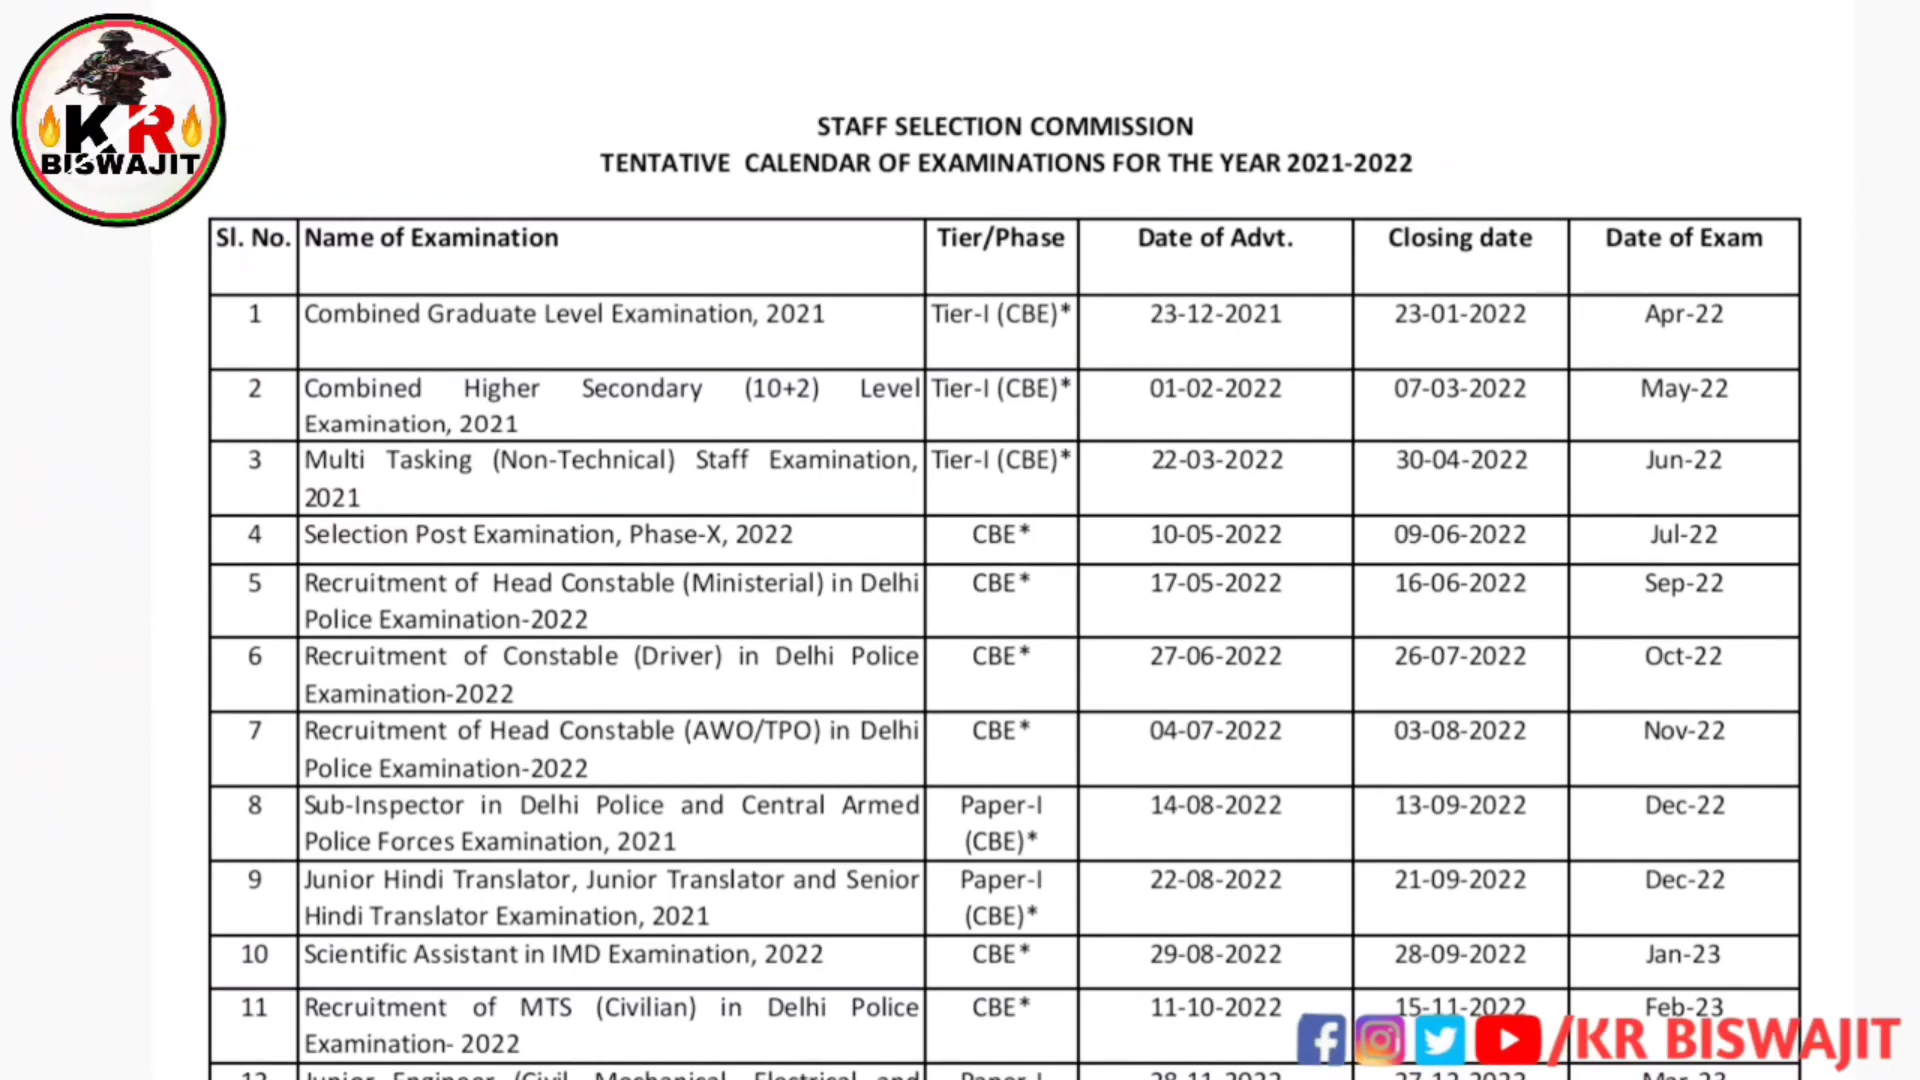 KR
BISWAJIT
STAFF SELECTION COMMISSION
TENTATIVE CALENDAR OF EXAMINATIONS FOR THE YEAR 2021-2022
Sl. No. Name of Examination Tier/Phase Date of Advt. Closing date Date of Exam
1 Combined Graduate Level Examination, 2021 Tier-I (CBE)* 23-12-2021 23-01-2022 Apr-22
2 Combined Higher Secondary (10+2) Level Tier-I (CBE)* 01-02-2022 07-03-2022 May-22
Examination, 2021
3 Multi Tasking (Non-Technical) Staff Examination, Tier-I (CBE)* 22-03-2022 30-04-2022 Jun-22
2021
4 Selection Post Examination, Phase-X, 2022 CBE* 10-05-2022 09-06-2022 Jul-22
5 Recruitment of Head Constable (Ministerial) in Delhi CBE* 17-05-2022 16-06-2022 Sep-22
Police Examination-2022
6 Recruitment of Constable (Driver) in Delhi Police CBE* 27-06-2022 26-07-2022 Oct-22
Examination-2022
7 Recruitment of Head Constable (AWO/TPO) in Delhi CBE* 04-07-2022 03-08-2022 Nov-22
Police Examination-2022
8 Sub-Inspector in Delhi Police and Central Armed Paper-I 14-08-2022 13-09-2022 Dec-22
Police Forces Examination, 2021 (CBE)*
9 Junior Hindi Translator, Junior Translator and Senior Paper-I 22-08-2022 21-09-2022 Dec-22
Hindi Translator Examination, 2021 (CBE)*
10 Scientific Assistant in IMD Examination, 2022 CBE* 29-08-2022 28-09-2022 Jan-23
11 Recruitment of MTS (Civilian) in Delhi Police CBE* 11-10-2022 15-11-2022 Feb-23
Examination- 2022
/KR BISWAJIT